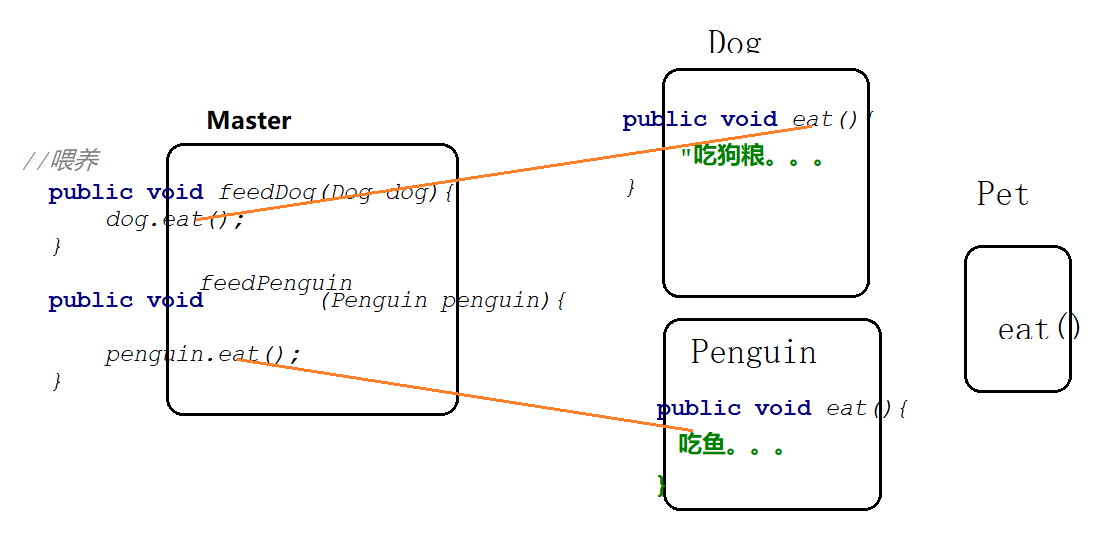 Master
//喂养
public void feedDog(Dog dog){
dog.eat();
}
feedPenguin
public void (Penguin penguin){
penguin.eat();
}
Dog
public void eat(){
"吃狗粮。。。
}
Penguin
public void eat(){
吃鱼。。。
}
Pet
eat()